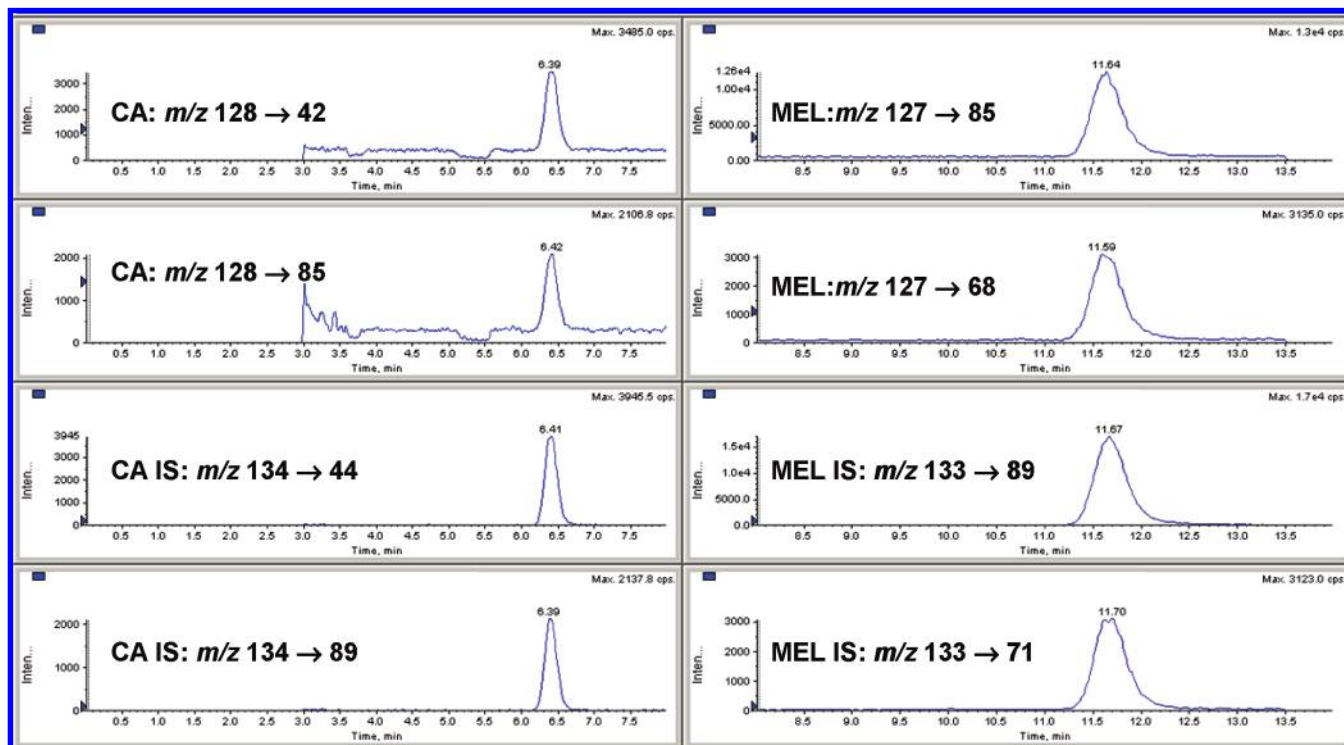 Max. 3485.0 cps.
6.39
Inten...
3000
2000
1000
0
CA: m/z 128 → 42
0.5 1.0 1.5 2.0 2.5 3.0 3.5 4.0 4.5 5.0 5.5 6.0 6.5 7.0 7.5
Time, min
Max. 1.3e4 cps.
11.64
Inten...
1.26e4
1.00e4
5000.00
0.00
MEL:m/z 127 → 85
8.5 9.0 9.5 10.0 10.5 11.0 11.5 12.0 12.5 13.0 13.5
Time, min
Max. 2106.8 cps.
6.42
Inten...
2000
1000
0
CA: m/z 128 → 85
0.5 1.0 1.5 2.0 2.5 3.0 3.5 4.0 4.5 5.0 5.5 6.0 6.5 7.0 7.5
Time, min
Max. 3135.0 cps.
11.59
Inten...
3000
2000
1000
0
MEL:m/z 127 → 68
8.5 9.0 9.5 10.0 10.5 11.0 11.5 12.0 12.5 13.0 13.5
Time, min
Max. 3945.5 cps.
6.41
Inten...
3945
3000
2000
1000
0
CA IS: m/z 134 → 44
0.5 1.0 1.5 2.0 2.5 3.0 3.5 4.0 4.5 5.0 5.5 6.0 6.5 7.0 7.5
Time, min
Max. 1.7e4 cps.
11.67
Inten...
1.5e4
1.0e4
5000.0
0.0
MEL IS: m/z 133 → 89
8.5 9.0 9.5 10.0 10.5 11.0 11.5 12.0 12.5 13.0 13.5
Time, min
Max. 2137.8 cps.
6.39
Inten...
2000
1000
0
CA IS: m/z 134 → 89
0.5 1.0 1.5 2.0 2.5 3.0 3.5 4.0 4.5 5.0 5.5 6.0 6.5 7.0 7.5
Time, min
Max. 3123.0 cps.
11.70
Inten...
3000
2000
1000
0
MEL IS: m/z 133 → 71
8.5 9.0 9.5 10.0 10.5 11.0 11.5 12.0 12.5 13.0 13.5
Time, min